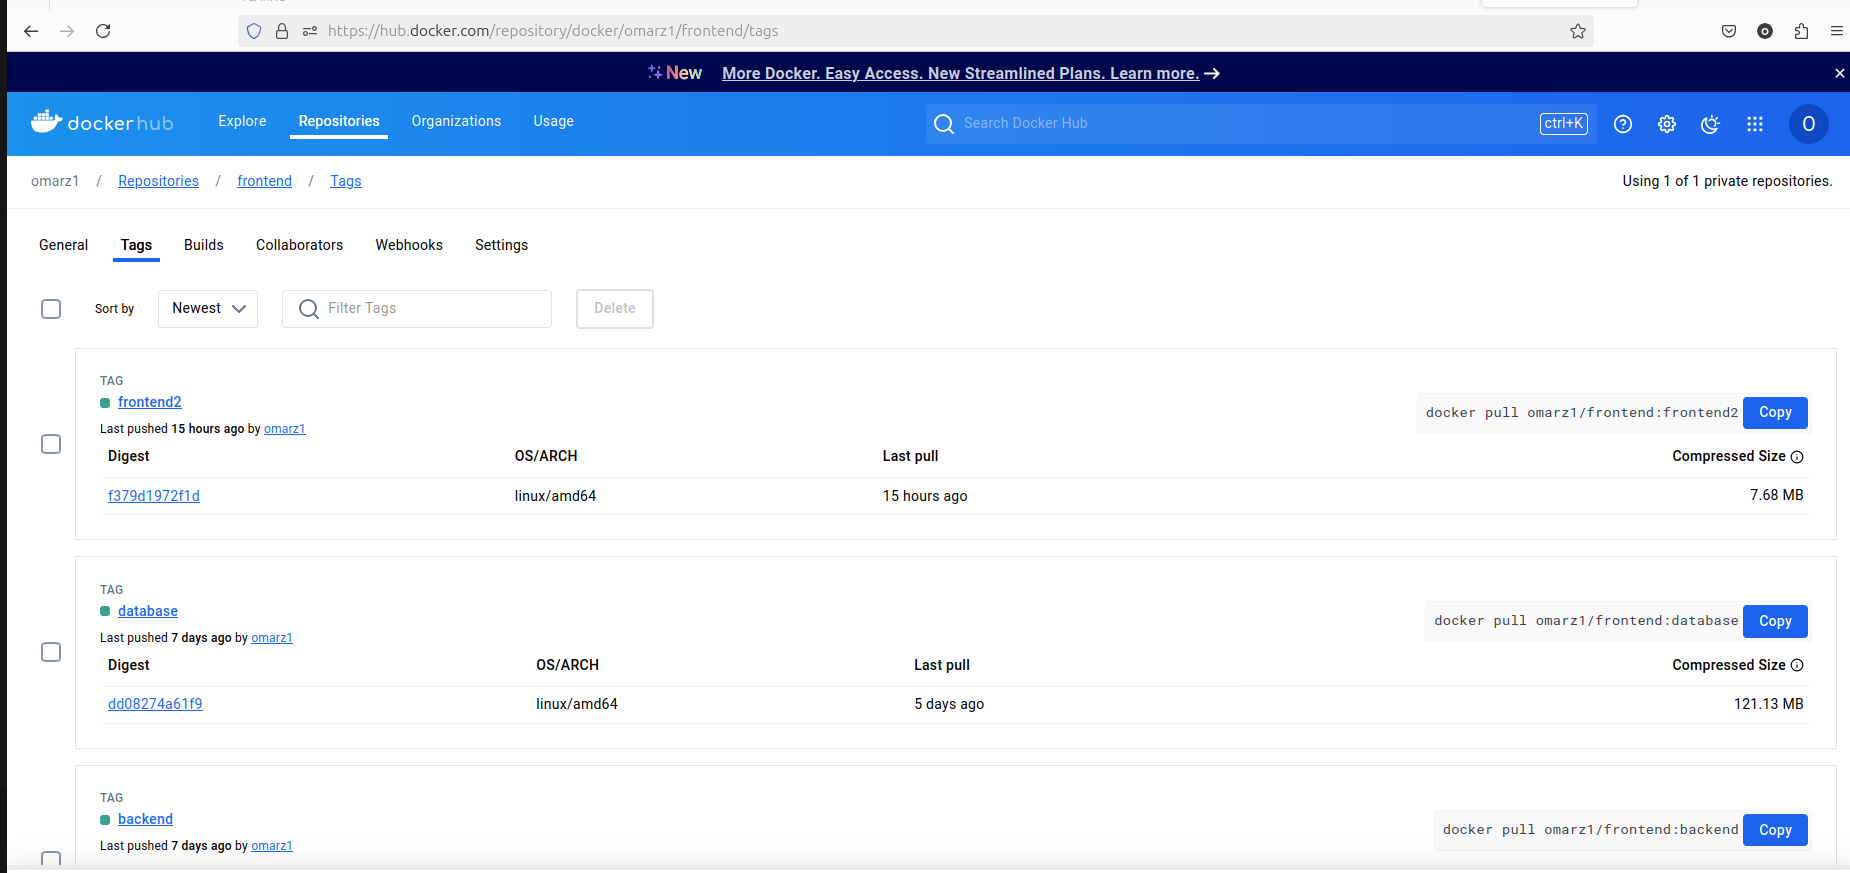 https://hub.docker.com/repository/docker/omarz1/frontend/tags
New More Docker. Easy Access. New Streamlined Plans. Learn more. →
dockerhub Explore Repositories Organizations Usage Search Docker Hub ctrl+K O
omarz1 / Repositories / frontend / Tags Using 1 of 1 private repositories.
General Tags Builds Collaborators Webhooks Settings
Sort by Newest Filter Tags Delete
TAG
frontend2 docker pull omarz1/frontend:frontend2 Copy
Last pushed 15 hours ago by omarz1
Digest OS/ARCH Last pull Compressed Size
f379d1972f1d linux/amd64 15 hours ago 7.68 MB
TAG
database docker pull omarz1/frontend:database Copy
Last pushed 7 days ago by omarz1
Digest OS/ARCH Last pull Compressed Size
dd08274a61f9 linux/amd64 5 days ago 121.13 MB
TAG
backend docker pull omarz1/frontend:backend Copy
Last pushed 7 days ago by omarz1